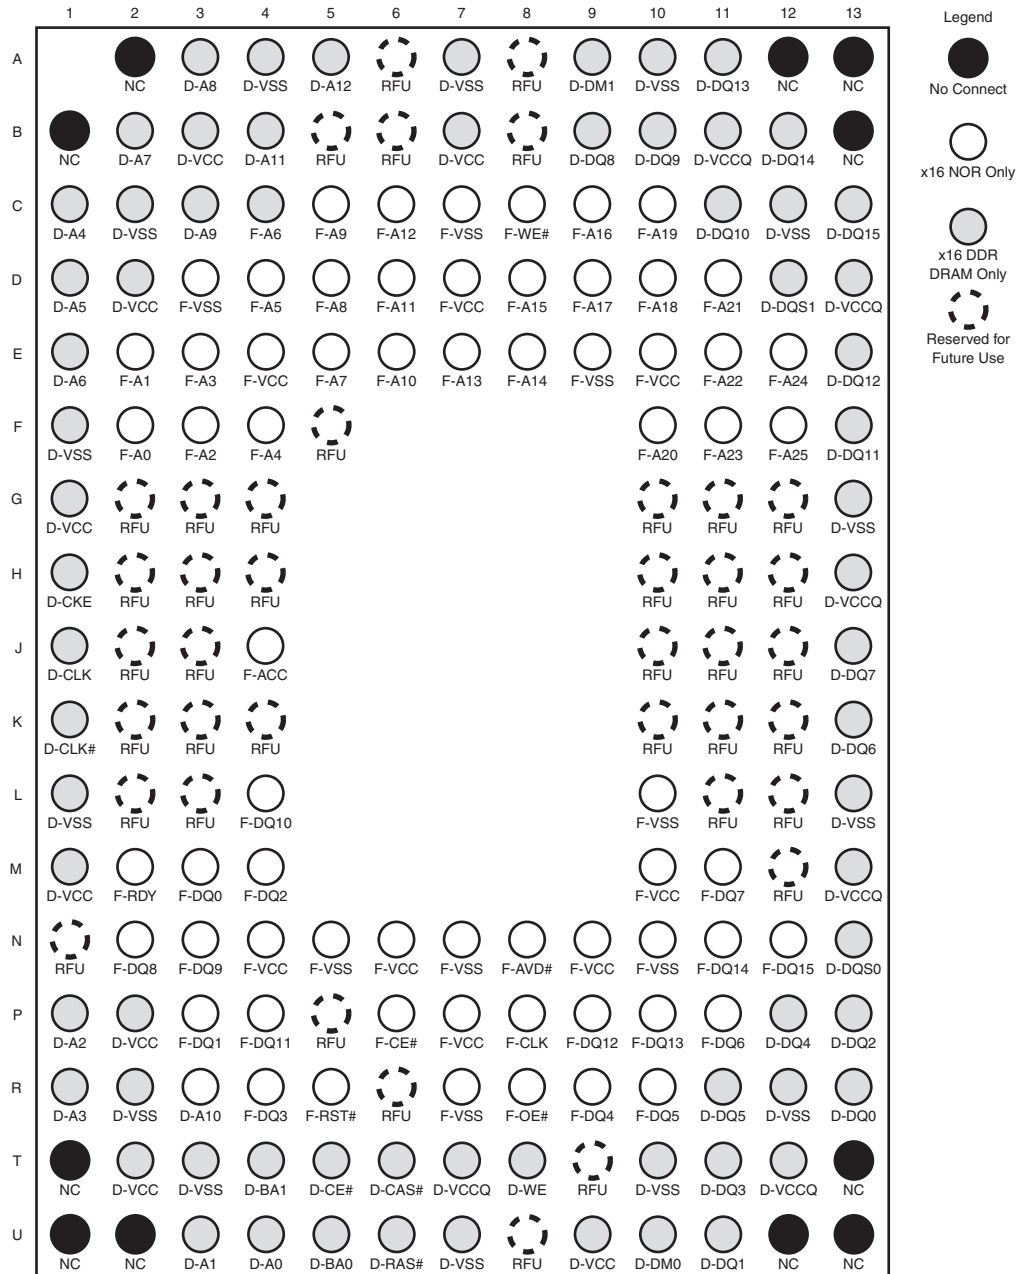 1 2 3 4 5 6 7 8 9 10 11 12 13
Legend
A
NC D-A8 D-VSS D-A12 RFU D-VSS RFU D-DM1 D-VSS D-DQ13 NC NC
No Connect
B
NC D-A7 D-VCC D-A11 RFU RFU D-VCC RFU D-DQ8 D-DQ9 D-VCCQ D-DQ14 NC
x16 NOR Only
C
D-A4 D-VSS D-A9 F-A6 F-A9 F-A12 F-VSS F-WE# F-A16 F-A19 D-DQ10 D-VSS D-DQ15
x16 DDR
DRAM Only
D
D-A5 D-VCC F-VSS F-A5 F-A8 F-A11 F-VCC F-A15 F-A17 F-A18 F-A21 D-DQS1 D-VCCQ
Reserved for
Future Use
E
D-A6 F-A1 F-A3 F-VCC F-A7 F-A10 F-A13 F-A14 F-VSS F-VCC F-A22 F-A24 D-DQ12
F
D-VSS F-A0 F-A2 F-A4 RFU F-A20 F-A23 F-A25 D-DQ11
G
D-VCC RFU RFU RFU RFU RFU RFU D-VSS
H
D-CKE RFU RFU RFU RFU RFU RFU D-VCCQ
J
D-CLK RFU RFU F-ACC RFU RFU RFU D-DQ7
K
D-CLK# RFU RFU RFU RFU RFU RFU D-DQ6
L
D-VSS RFU RFU F-DQ10 F-VSS RFU RFU D-VSS
M
D-VCC F-RDY F-DQ0 F-DQ2 F-VCC F-DQ7 RFU D-VCCQ
N
RFU F-DQ8 F-DQ9 F-VCC F-VSS F-VCC F-VSS F-AVD# F-VCC F-VSS F-DQ14 F-DQ15 D-DQS0
P
D-A2 D-VCC F-DQ1 F-DQ11 RFU F-CE# F-VCC F-CLK F-DQ12 F-DQ13 F-DQ6 D-DQ4 D-DQ2
R
D-A3 D-VSS D-A10 F-DQ3 F-RST# RFU F-VSS F-OE# F-DQ4 F-DQ5 D-DQ5 D-VSS D-DQ0
T
NC D-VCC D-VSS D-BA1 D-CE# D-CAS# D-VCCQ D-WE RFU D-VSS D-DQ3 D-VCCQ NC
U
NC NC D-A1 D-A0 D-BA0 D-RAS# D-VSS RFU D-VCC D-DM0 D-DQ1 NC NC